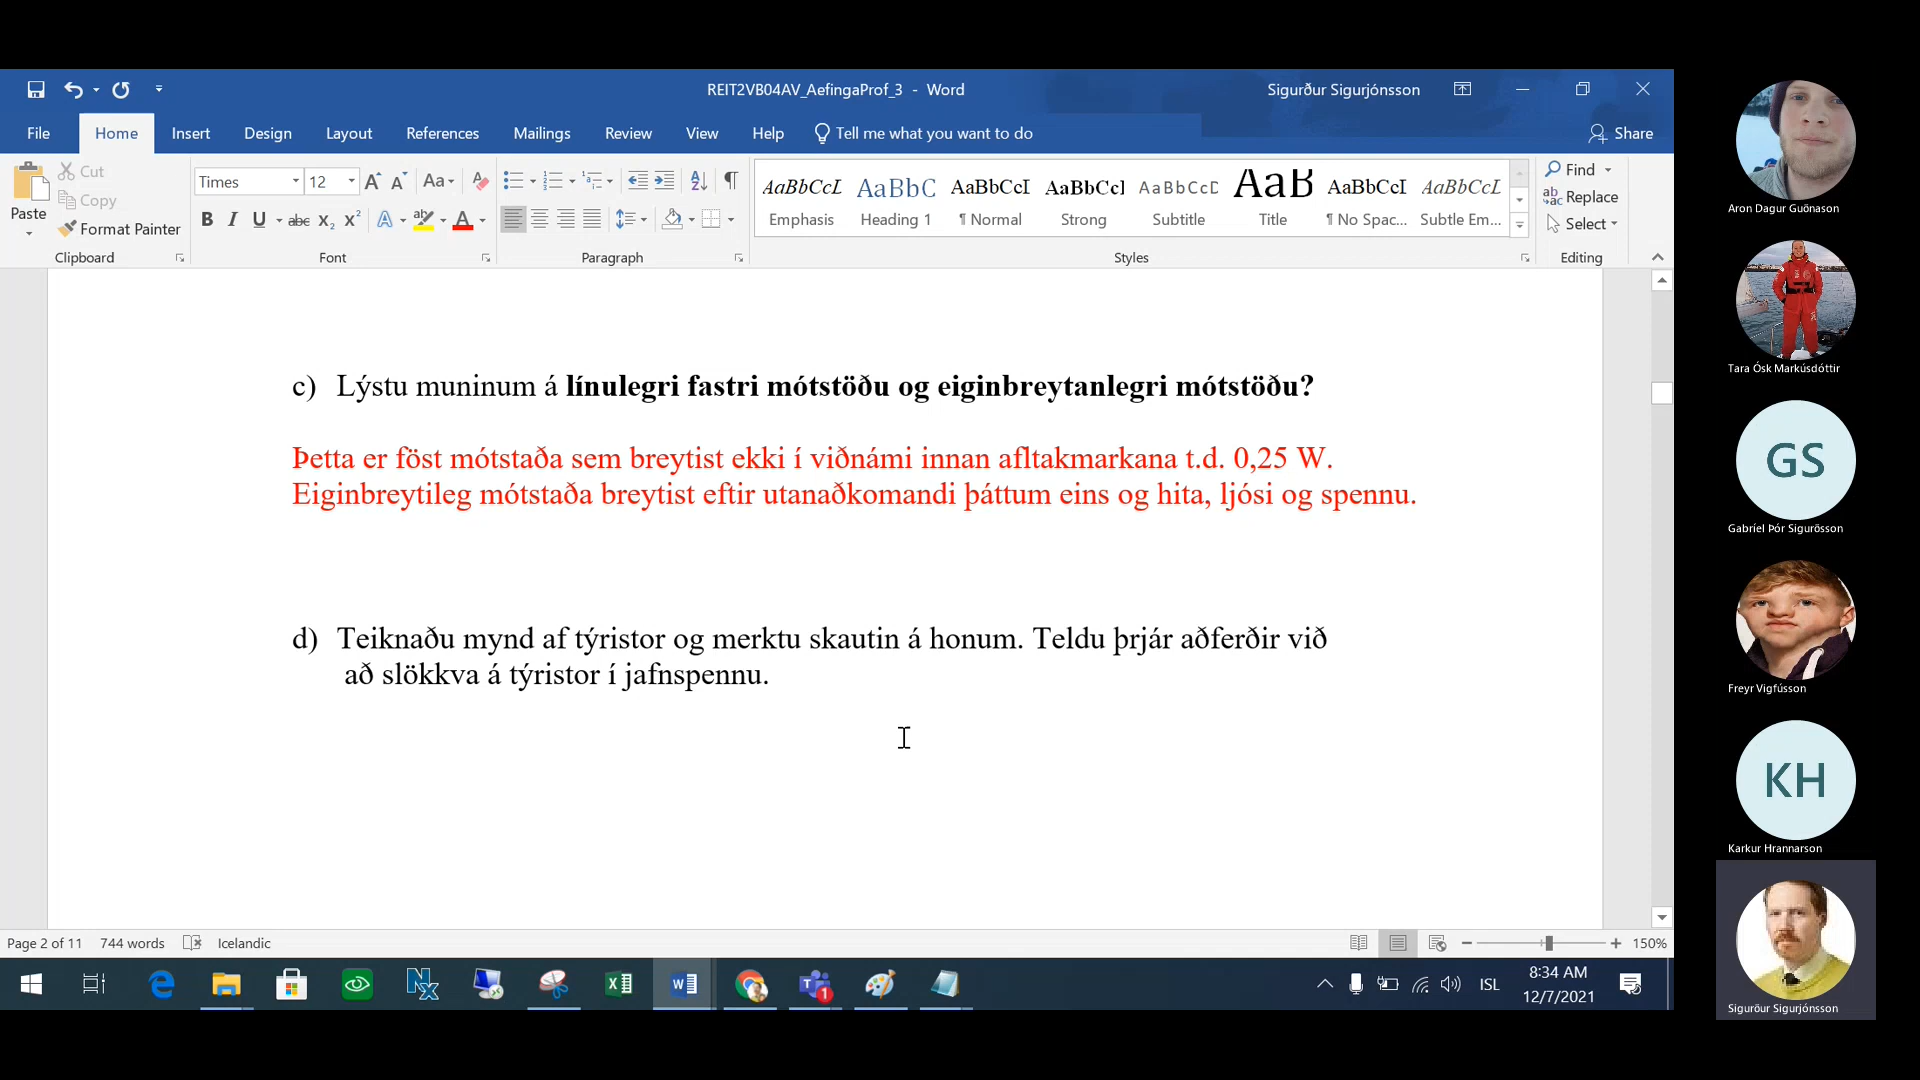 REIT2VB04AV_AefingaProf_3 - Word
Sigurður Sigurjónsson
File Home Insert Design Layout References Mailings Review View Help Tell me what you want to do Share
Paste Cut Copy Format Painter
Clipboard
Times 12 Aa
B I U abc X2 X2 A A
Font
Paragraph
AaBbCcL AaBbC AaBbCcI AaBbCcI AaBbCcD AaB AaBbCcI AaBbCcL
Emphasis Heading 1 ¶ Normal Strong Subtitle Title ¶ No Spac... Subtle Em...
Styles
Find
Replace
Select
Editing
c) Lýstu muninum á línulegri fastri mótstöðu og eiginbreytanlegri mótstöðu?
Þetta er föst mótstaða sem breytist ekki í viðnámi innan afltakmarkana t.d. 0,25 W.
Eiginbreytileg mótstaða breytist eftir utanaðkomandi þáttum eins og hita, ljósi og spennu.
d) Teiknaðu mynd af týristor og merktu skautin á honum. Teldu þrjár aðferðir við
að slökkva á týristor í jafnspennu.
Page 2 of 11 744 words Icelandic 150%
1
ISL
8:34 AM
12/7/2021
Aron Dagur Guðnason
Tara Ósk Markúsdóttir
GS
Gabríel Þór Sigurðsson
Freyr Vigfússon
KH
Karkur Hrannarson
Sigurður Sigurjónsson